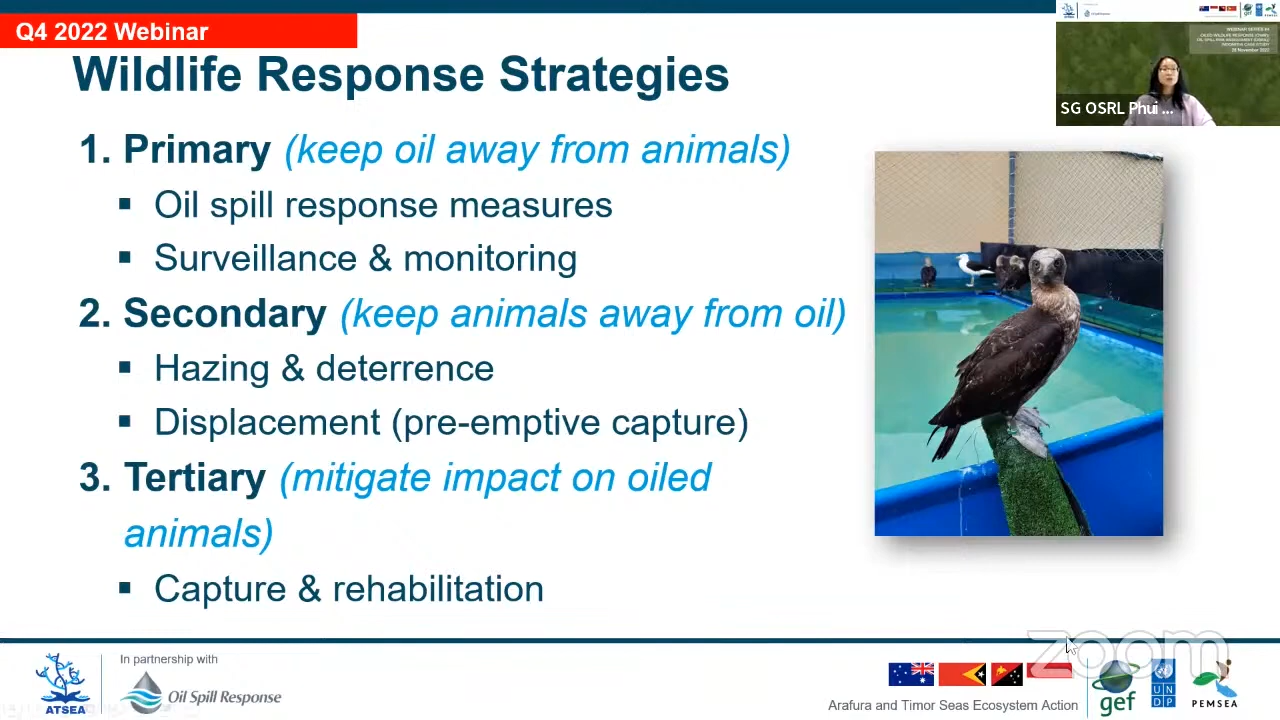 Q4 2022 Webinar
Wildlife Response Strategies
1. Primary (keep oil away from animals)
▪ Oil spill response measures
▪ Surveillance & monitoring
2. Secondary (keep animals away from oil)
▪ Hazing & deterrence
▪ Displacement (pre-emptive capture)
3. Tertiary (mitigate impact on oiled
animals)
▪ Capture & rehabilitation
SG OSRL Phui ...
zoom
ATSEA
In partnership with
Oil Spill Response
Arafura and Timor Seas Ecosystem Action
gef
U N
D P
PEMSEA